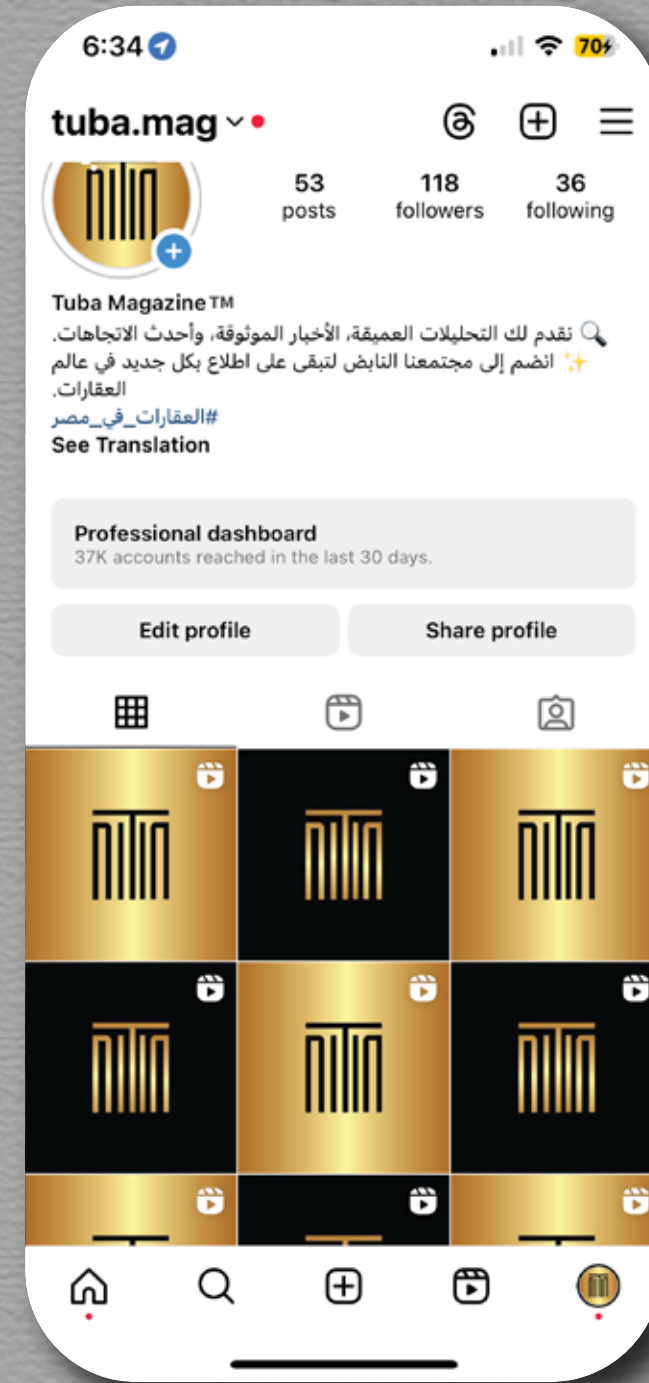 6:34
70
tuba.mag
53 118 36
posts followers following
Tuba Magazine™
🔍 نقدم لك التحليلات العميقة، الأخبار الموثوقة، وأحدث الاتجاهات.
✨ انضم إلى مجتمعنا النابض لتبقى على اطلاع بكل جديد في عالم
العقارات.
#العقارات_في_مصر
See Translation
Professional dashboard
37K accounts reached in the last 30 days.
Edit profile Share profile